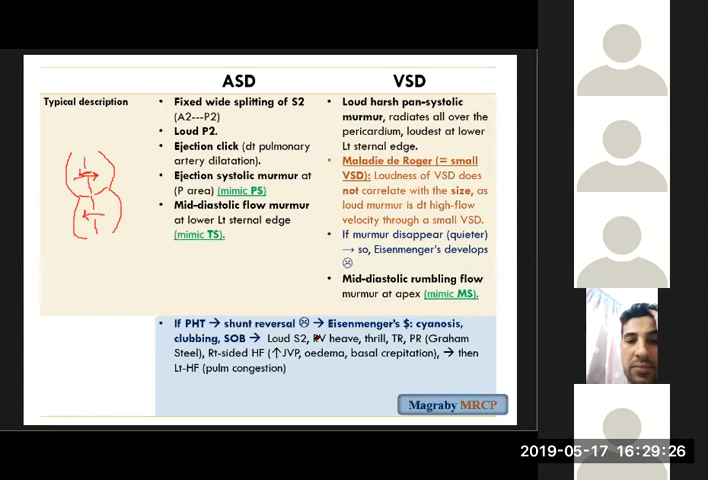 ASD
VSD
Typical description
• Fixed wide splitting of S2
(A2---P2)
• Loud P2.
• Ejection click (dt pulmonary
artery dilatation).
• Ejection systolic murmur at
(P area) (mimic PS)
• Mid-diastolic flow murmur
at lower Lt sternal edge
(mimic TS).
• Loud harsh pan-systolic
murmur, radiates all over the
pericardium, loudest at lower
Lt sternal edge.
• Maladie de Roger (= small
VSD): Loudness of VSD does
not correlate with the size, as
loud murmur is dt high-flow
velocity through a small VSD.
• If murmur disappear (quieter)
→ so, Eisenmenger's develops
☹
• Mid-diastolic rumbling flow
murmur at apex (mimic MS).
• If PHT → shunt reversal ☹ → Eisenmenger's $: cyanosis,
clubbing, SOB → Loud S2, RV heave, thrill, TR, PR (Graham
Steel), Rt-sided HF (↑JVP, oedema, basal crepitation), → then
Lt-HF (pulm congestion)
Magraby MRCP
2019-05-17 16:29:26